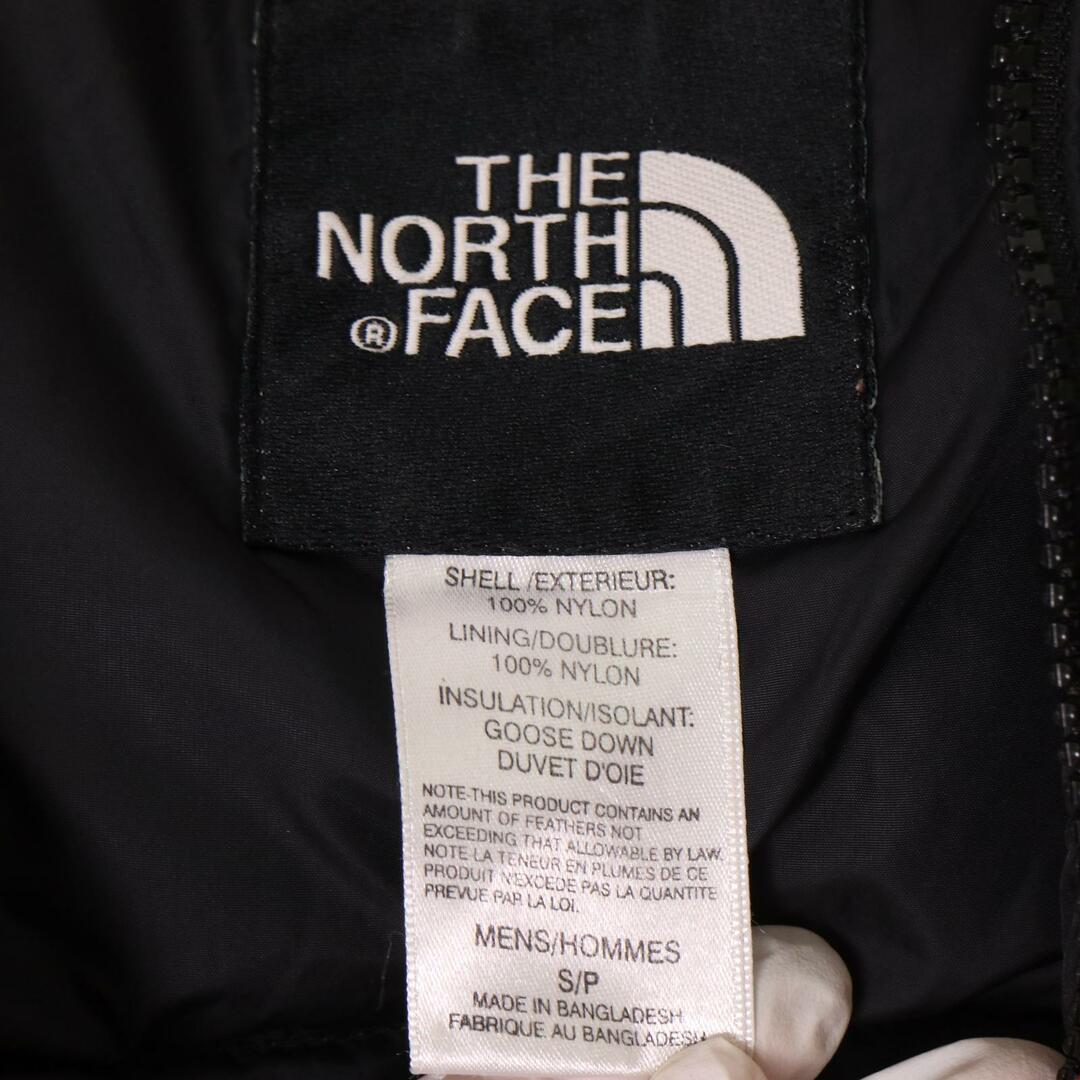 THE
NORTH
®FACE
SHELL /EXTERIEUR:
100% NYLON
LINING/DOUBLURE:
100% NYLON
INSULATION/ISOLANT:
GOOSE DOWN
DUVET D'OIE
NOTE-THIS PRODUCT CONTAINS AN
AMOUNT OF FEATHERS NOT
EXCEEDING THAT ALLOWABLE BY LAW.
NOTE-LA TENEUR EN PLUMES DE CE
PRODUIT N'EXCEDE PAS LA QUANTITE
PREVUE PAR LA LOI.
MENS/HOMMES
S/P
MADE IN BANGLADESH
FABRIQUE AU BANGLADESH